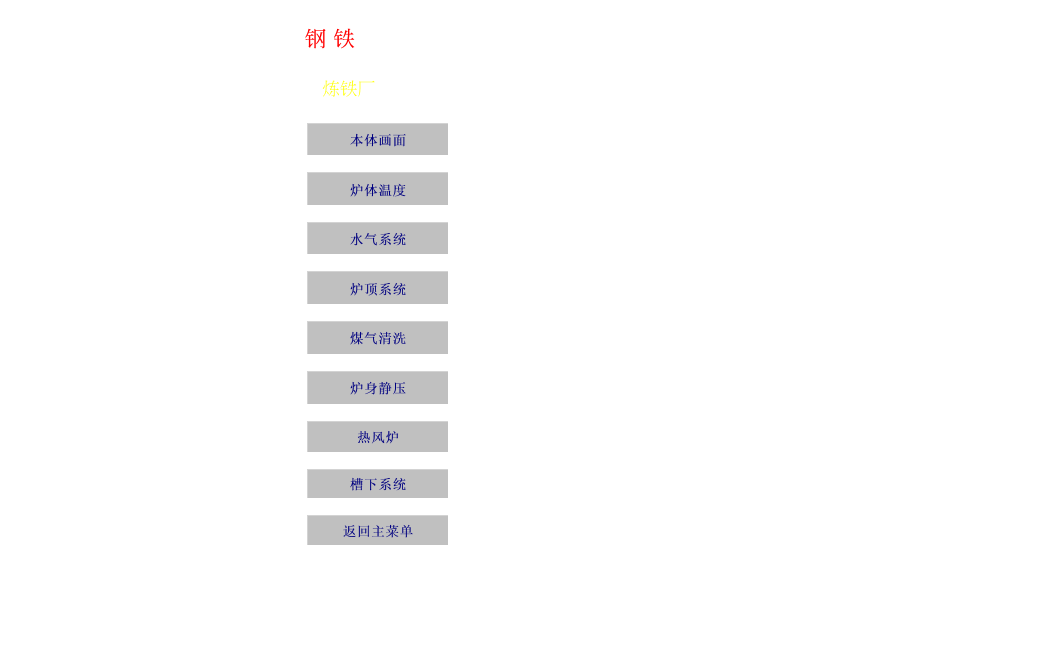 钢 铁
炼铁厂
本体画面
炉体温度
水气系统
炉顶系统
煤气清洗
炉身静压
热风炉
槽下系统
返回主菜单